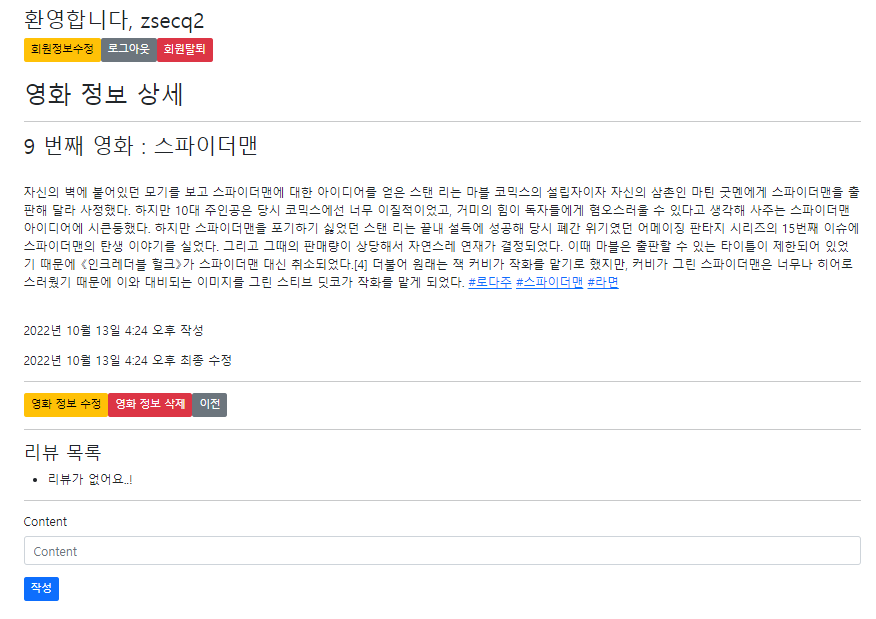 환영합니다, zsecq2
회원정보수정 로그아웃 회원탈퇴
영화 정보 상세
9 번째 영화 : 스파이더맨
자신의 벽에 붙어있던 모기를 보고 스파이더맨에 대한 아이디어를 얻은 스탠 리는 마블 코믹스의 설립자이자 자신의 삼촌인 마틴 굿맨에게 스파이더맨을 출
판해 달라 사정했다. 하지만 10대 주인공은 당시 코믹스에선 너무 이질적이었고, 거미의 힘이 독자들에게 혐오스러울 수 있다고 생각해 사주는 스파이더맨
아이디어에 시큰둥했다. 하지만 스파이더맨을 포기하기 싫었던 스탠 리는 끝내 설득에 성공해 당시 폐간 위기였던 어메이징 판타지 시리즈의 15번째 이슈에
스파이더맨의 탄생 이야기를 실었다. 그리고 그때의 판매량이 상당해서 자연스레 연재가 결정되었다. 이때 마블은 출판할 수 있는 타이틀이 제한되어 있었
기 때문에 《인크레더블 헐크》가 스파이더맨 대신 취소되었다.[4] 더불어 원래는 잭 커비가 작화를 맡기로 했지만, 커비가 그린 스파이더맨은 너무나 히어로
스러웠기 때문에 이와 대비되는 이미지를 그린 스티브 딧코가 작화를 맡게 되었다. #로다주 #스파이더맨 #라면
2022년 10월 13일 4:24 오후 작성
2022년 10월 13일 4:24 오후 최종 수정
영화 정보 수정 영화 정보 삭제 이전
리뷰 목록
• 리뷰가 없어요..!
Content
Content
작성